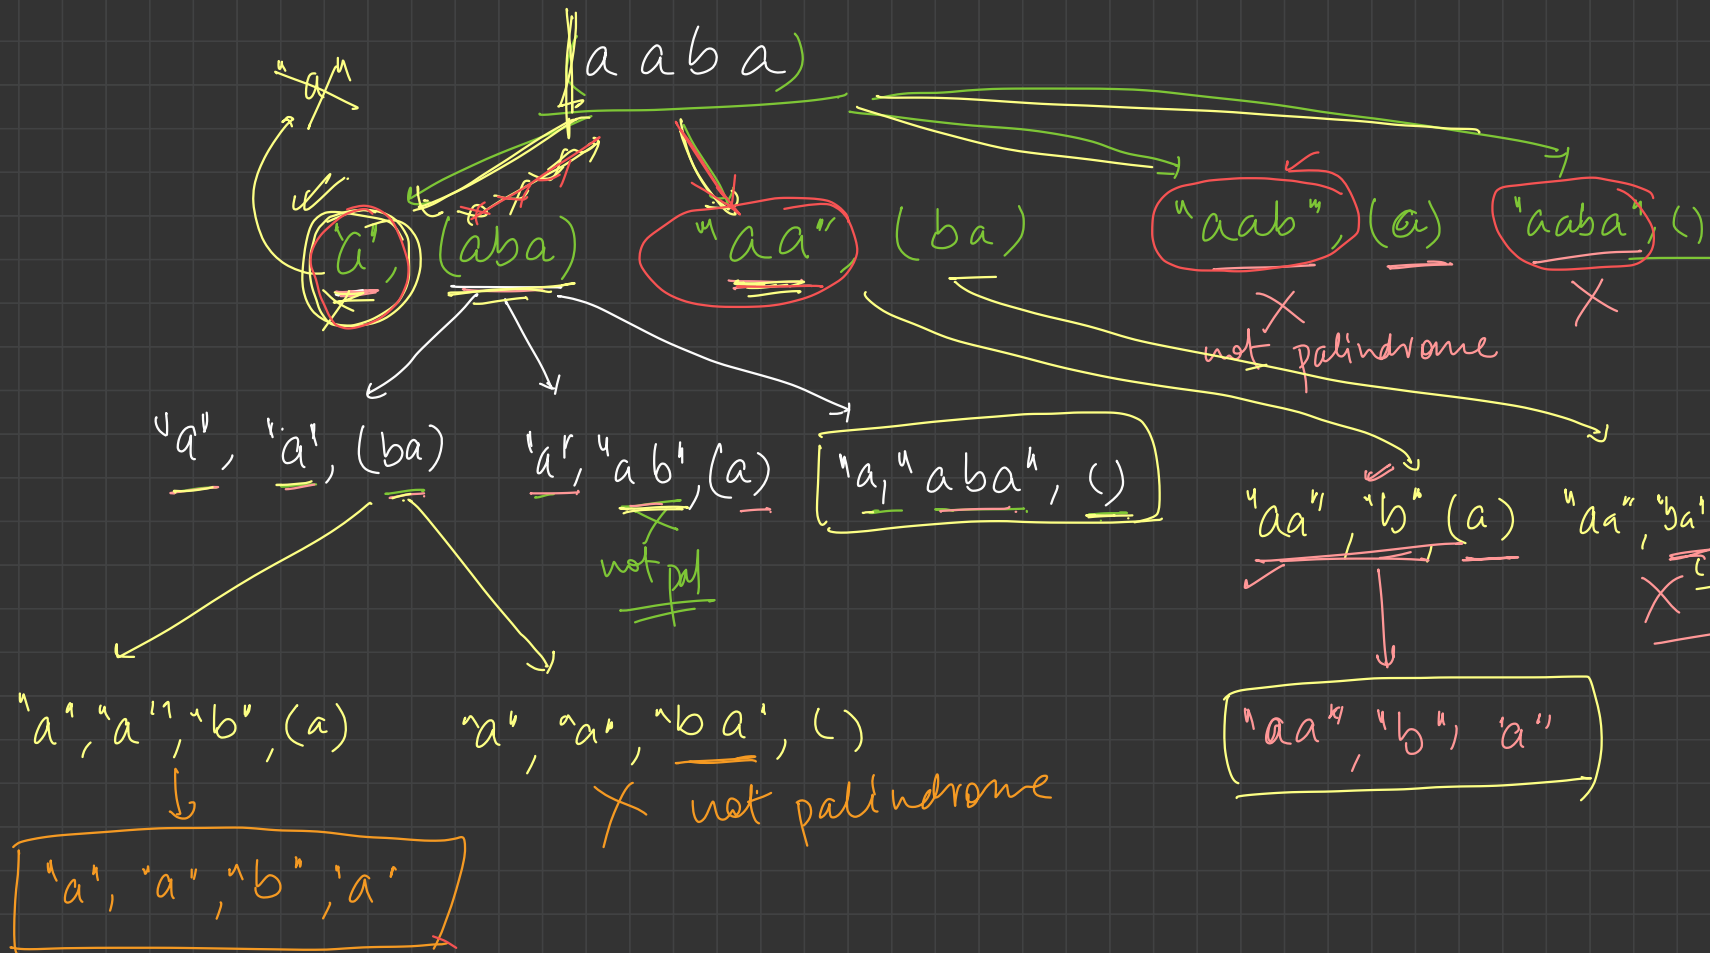 a a b a)
"a"
"a", (aba) "aa" (ba) "aab", (a) "aaba", ()
not palindrome
"a", "a", (ba) "a", "ab", (a) "a," aba", () "aa", "b", (a) "aa", "ba"
not pal (
"a", "a", "b", (a) "a", "a", "ba", () "aa", "b", "a"
not palindrome
"a", "a", "b", "a"